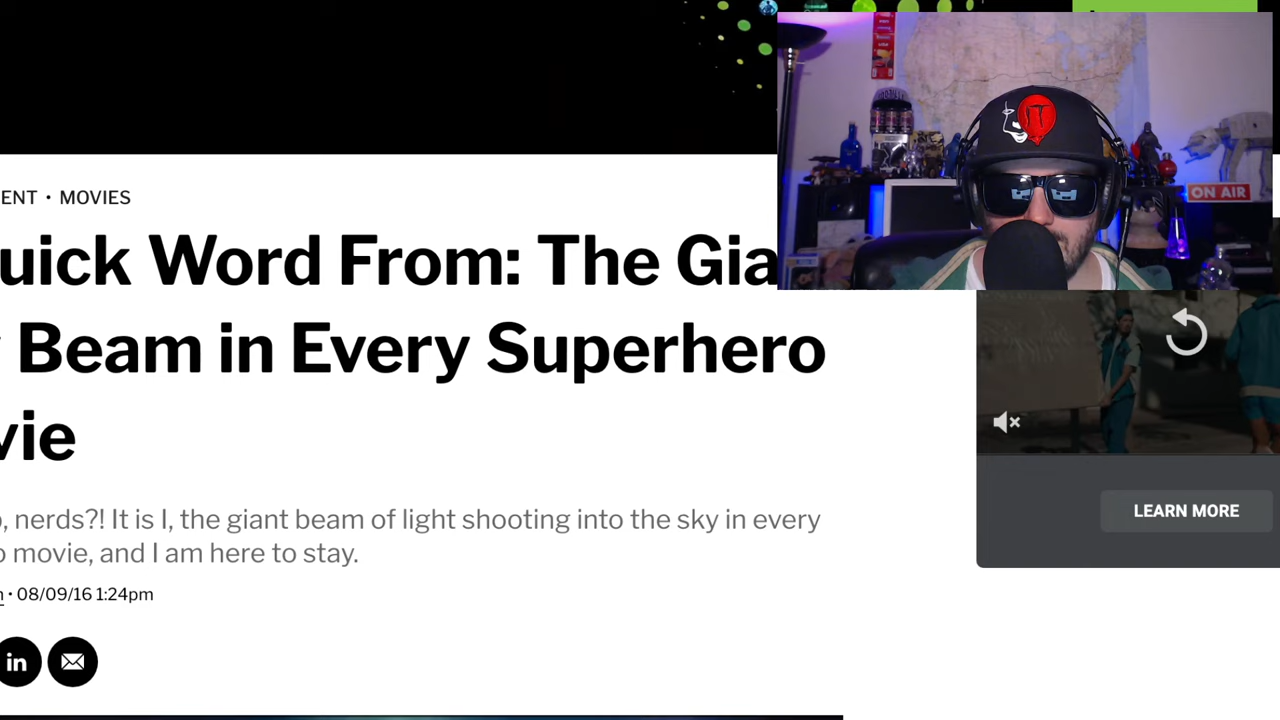 ENT • MOVIES
uick Word From: The Gia
Beam in Every Superhero
vie
, nerds?! It is I, the giant beam of light shooting into the sky in every
o movie, and I am here to stay.
• 08/09/16 1:24pm
in
IT
ON AIR
LEARN MORE